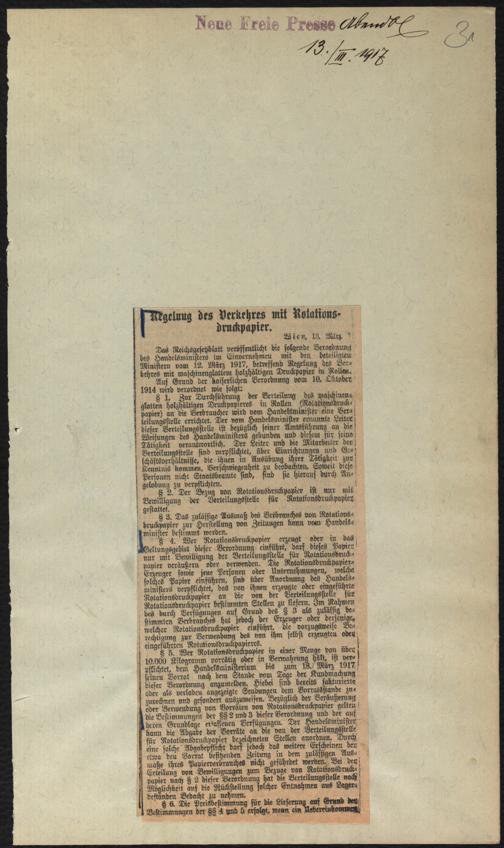 Neue Freie Presse Abendbl
3
13./III. 1917
Regelung des Verkehres mit Rotations-
druckpapier.
Wien, 13. März.
Das Reichsgesetzblatt veröffentlicht die folgende Verordnung
des Handelsministers im Einvernehmen mit den beteiligten
Ministern vom 12. März 1917, betreffend Regelung des Ver-
kehres mit maschinenglattem holzhältigen Druckpapier in Rollen.
Auf Grund der kaiserlichen Verordnung vom 10. Oktober
1914 wird verordnet wie folgt:
§ 1. Zur Durchführung der Verteilung des maschinen-
glatten holzhältigen Druckpapieres in Rollen (Rotationsdruck-
papier) an die Verbraucher wird vom Handelsminister eine Ver-
teilungsstelle errichtet. Der vom Handelsminister ernannte Leiter
dieser Verteilungsstelle ist bezüglich seiner Amtsführung an die
Weisungen des Handelsministers gebunden und diesem für seine
Tätigkeit verantwortlich. Der Leiter und die Mitarbeiter der
Verteilungsstelle sind verpflichtet, über Einrichtungen und Ge-
schäftsverhältnisse, die ihnen in Ausübung ihrer Tätigkeit zur
Kenntnis kommen, Verschwiegenheit zu beobachten. Soweit diese
Personen nicht Staatsbeamte sind, sind sie hierauf durch An-
gelobung zu verpflichten.
§ 2. Der Bezug von Rotationsdruckpapier ist nur mit
Bewilligung der Verteilungsstelle für Rotationsdruckpapier
gestattet.
§ 3. Das zulässige Ausmaß des Verbrauches von Rotations-
druckpapier zur Herstellung von Zeitungen kann vom Handels-
minister bestimmt werden.
§ 4. Wer Rotationsdruckpapier erzeugt oder in das
Geltungsgebiet dieser Verordnung einführt, darf dieses Papier
nur mit Bewilligung der Verteilungsstelle für Rotationsdruck-
papier veräußern oder verwenden. Die Rotationsdruckpapier-
Erzeuger sowie jene Personen oder Unternehmungen, welche
solches Papier einführen, sind über Anordnung des Handels-
ministers verpflichtet, das von ihnen erzeugte oder eingeführte
Rotationsdruckpapier an die von der Verteilungsstelle für
Rotationsdruckpapier bestimmten Stellen zu liefern. Im Rahmen
des durch Verfügungen auf Grund des § 3 als zulässig be-
stimmten Verbrauches hat jedoch der Erzeuger oder derjenige,
welcher Rotationsdruckpapier einführt, die vorzugsweise Be-
rechtigung zur Verwendung des von ihm selbst erzeugten oder
eingeführten Rotationsdruckpapieres.
§ 5. Wer Rotationsdruckpapier in einer Menge von über
10.000 Kilogramm vorrätig oder in Verwahrung hält, ist ver-
pflichtet, dem Handelsministerium bis zum 18. März 1917
seinen Vorrat nach dem Stande vom Tage der Kundmachung
dieser Verordnung anzumelden. Hiebei sind bereits fakturierte
oder als verladen angezeigte Sendungen dem Vorratsstande zu-
zurechnen und gesondert auszuweisen. Bezüglich der Veräußerung
oder Verwendung von Vorräten von Rotationsdruckpapier gelten
die Bestimmungen der §§ 2 und 3 dieser Verordnung und der auf
deren Grundlage erlassenen Verfügungen. Der Handelsminister
kann die Abgabe der Vorräte an die von der Verteilungsstelle
für Rotationsdruckpapier bezeichneten Stellen anordnen. Durch
eine solche Abgabepflicht darf jedoch das weitere Erscheinen der
etwa den Vorrat besitzenden Zeitung in dem zulässigen Aus-
maße ihres Papierverbrauches nicht gefährdet werden. Bei der
Erteilung von Bewilligungen zum Bezuge von Rotationsdruck-
papier nach § 2 dieser Verordnung hat die Verteilungsstelle nach
Möglichkeit auf die Rückstellung solcher Entnahmen aus Lager-
beständen Bedacht zu nehmen.
§ 6. Die Preisbestimmung für die Lieferung auf Grund der
Bestimmungen der §§ 4 und 5 erfolgt, wenn ein Uebereinkommen